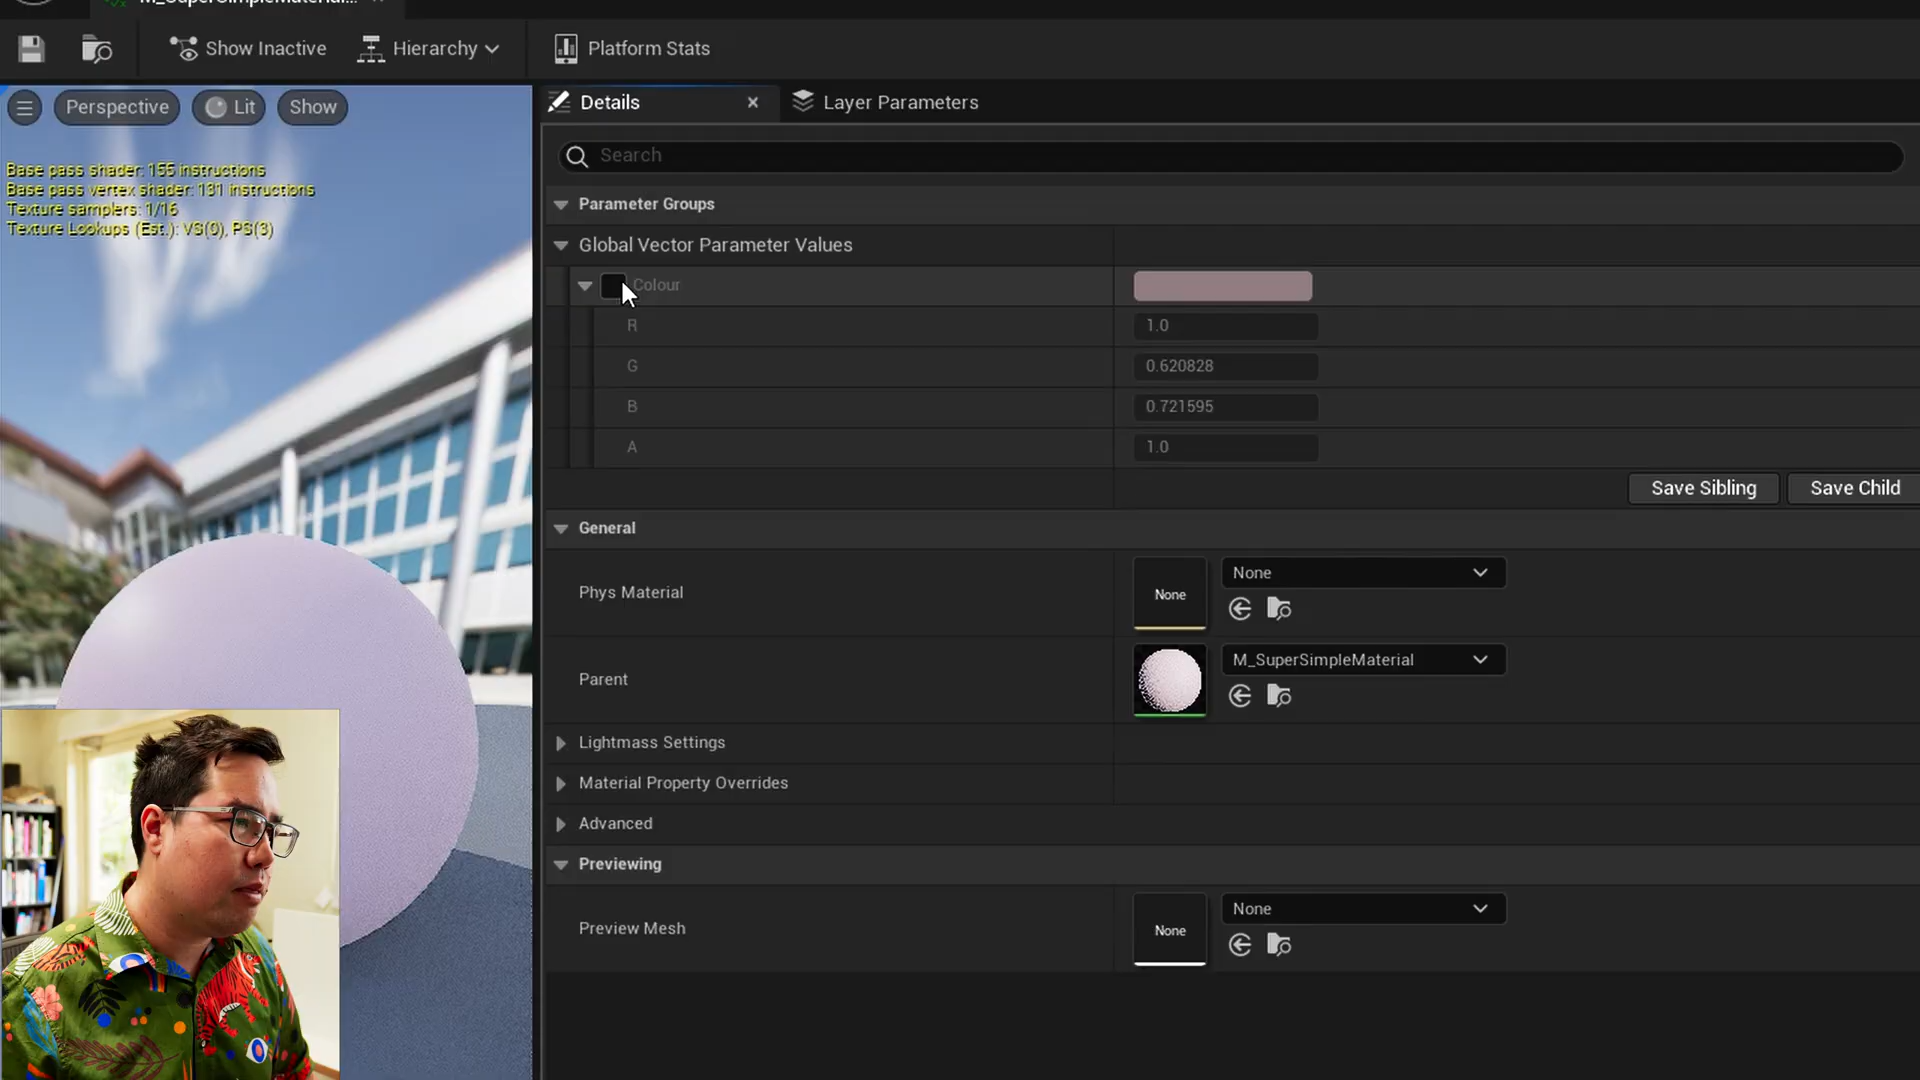 M_SuperSimpleMaterial...
Show Inactive
Hierarchy
Platform Stats
Perspective
Lit
Show
Details
Layer Parameters
Base pass shader: 155 instructions
Base pass vertex shader: 131 instructions
Texture samplers: 1/16
Texture Lookups (Est.): VS(0), PS(3)
Search
Parameter Groups
Global Vector Parameter Values
Colour
R 1.0
G 0.620828
B 0.721595
A 1.0
Save Sibling
Save Child
General
Phys Material
None
None
Parent
M_SuperSimpleMaterial
Lightmass Settings
Material Property Overrides
Advanced
Previewing
Preview Mesh
None
None